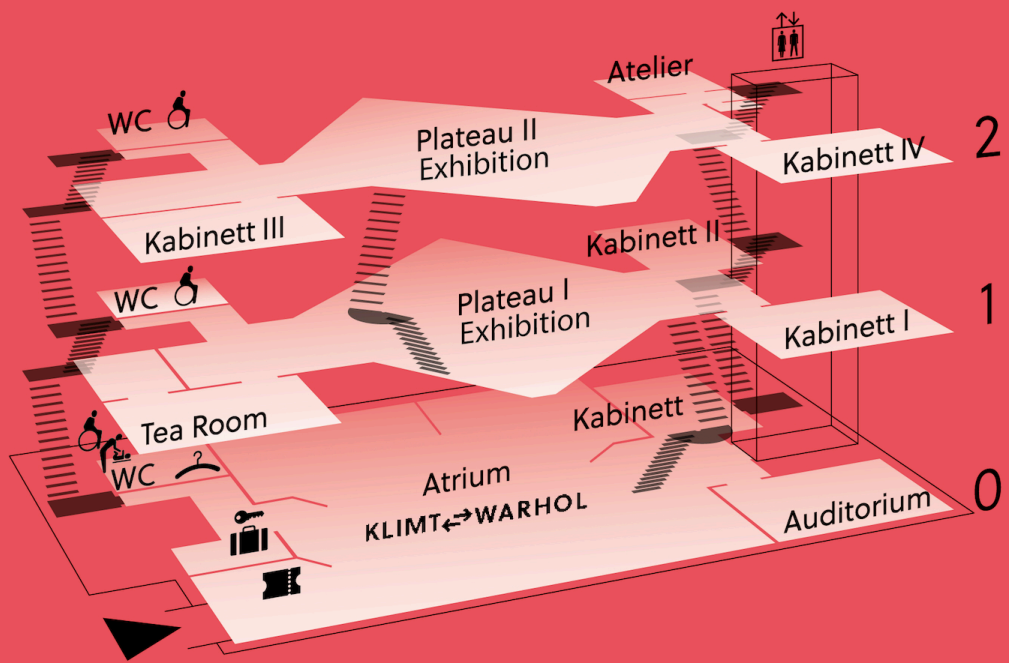 Atelier
WC
Plateau II
Exhibition
Kabinett IV
2
Kabinett III
Kabinett II
WC
Plateau I
Exhibition
Kabinett I
1
Tea Room
Kabinett
WC
Atrium
KLIMT⇄WARHOL
Auditorium
0